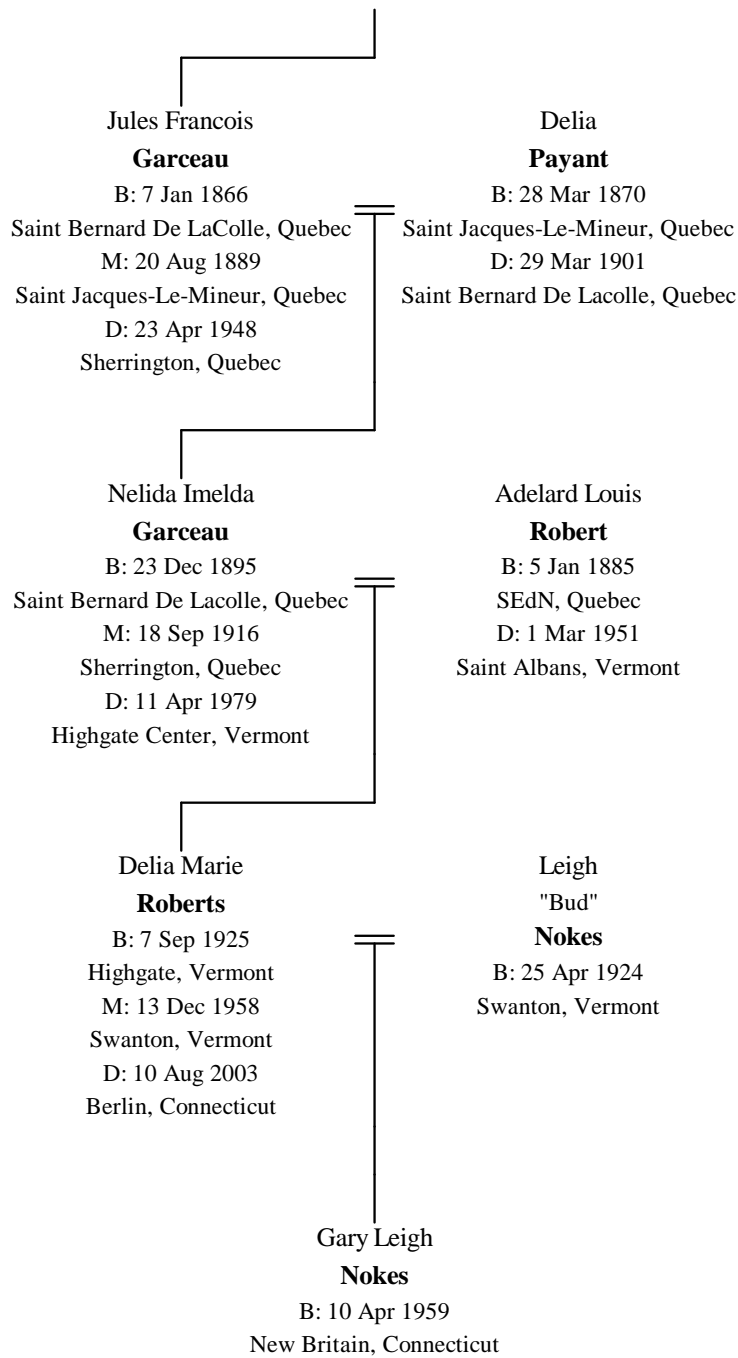 Jules Francois
Garceau
B: 7 Jan 1866
Saint Bernard De LaColle, Quebec
M: 20 Aug 1889
Saint Jacques-Le-Mineur, Quebec
D: 23 Apr 1948
Sherrington, Quebec
Delia
Payant
B: 28 Mar 1870
Saint Jacques-Le-Mineur, Quebec
D: 29 Mar 1901
Saint Bernard De Lacolle, Quebec
Nelida Imelda
Garceau
B: 23 Dec 1895
Saint Bernard De Lacolle, Quebec
M: 18 Sep 1916
Sherrington, Quebec
D: 11 Apr 1979
Highgate Center, Vermont
Adelard Louis
Robert
B: 5 Jan 1885
SEdN, Quebec
D: 1 Mar 1951
Saint Albans, Vermont
Delia Marie
Roberts
B: 7 Sep 1925
Highgate, Vermont
M: 13 Dec 1958
Swanton, Vermont
D: 10 Aug 2003
Berlin, Connecticut
Leigh
"Bud"
Nokes
B: 25 Apr 1924
Swanton, Vermont
Gary Leigh
Nokes
B: 10 Apr 1959
New Britain, Connecticut